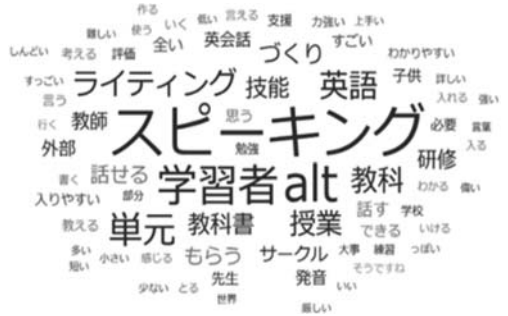 作る
難しい 使う いく 低い 言える 支援 力強い 上手い
しんどい 考える 評価 全い 英会話 づくり すごい わかりやすい
すっごい ライティング 技能 英語 子供 詳しい
言う 入れる 強い
行く 教師 スピーキング 思う 必要 言葉
外部 勉強 研修 入る
書く 話せる 学習者 alt 教科 わかる 偉い
入りやすい 部分 話す 学校
教える 単元 教科書 授業 できる いける
多い 小さい 感じる もらう サークル 大事 練習 っぽい
短い 先生 発音 そうですね
少ない とる いい
世界 厳しい